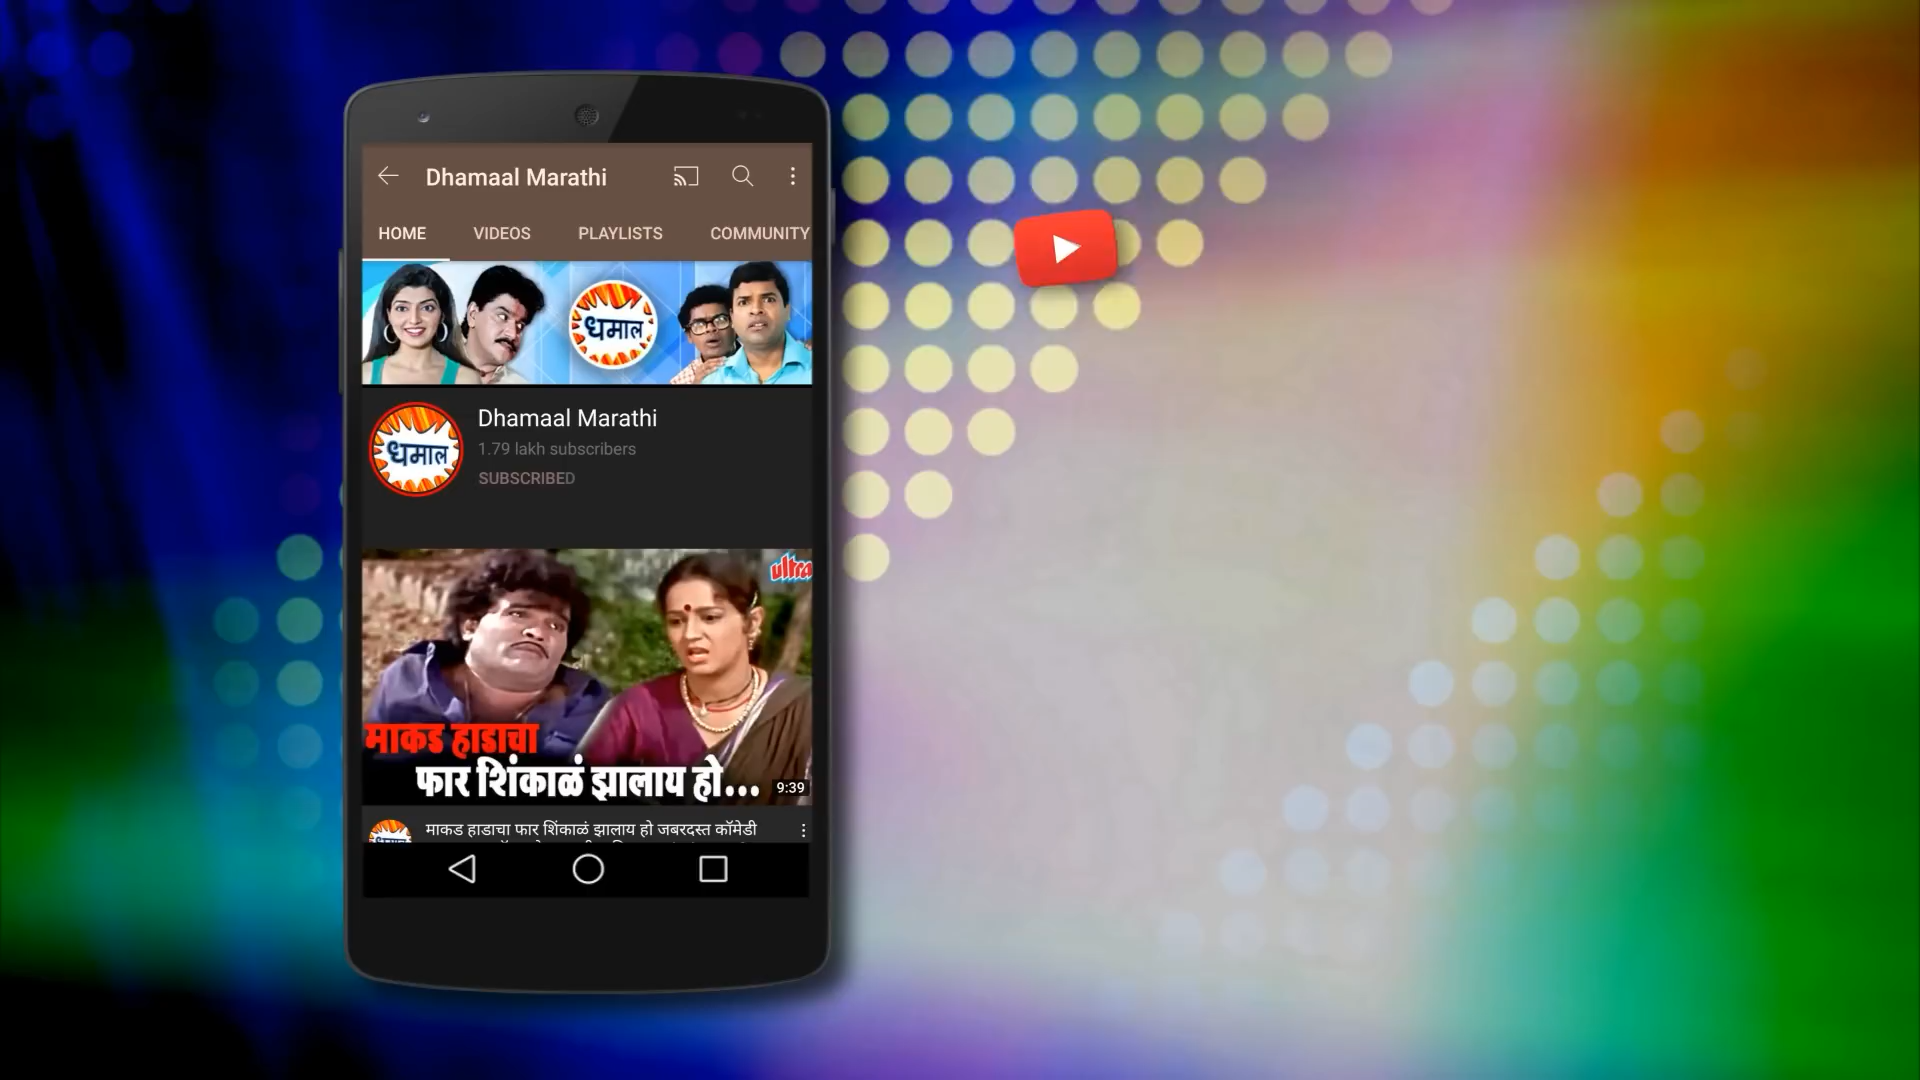 Dhamaal Marathi
HOME VIDEOS PLAYLISTS COMMUNITY
धमाल
धमाल
Dhamaal Marathi
1.79 lakh subscribers
SUBSCRIBED
ultra
माकड हाडाचा
फार शिंकाळं झालाय हो...
9:39
माकड हाडाचा फार शिंकाळं झालाय हो जबरदस्त कॉमेडी